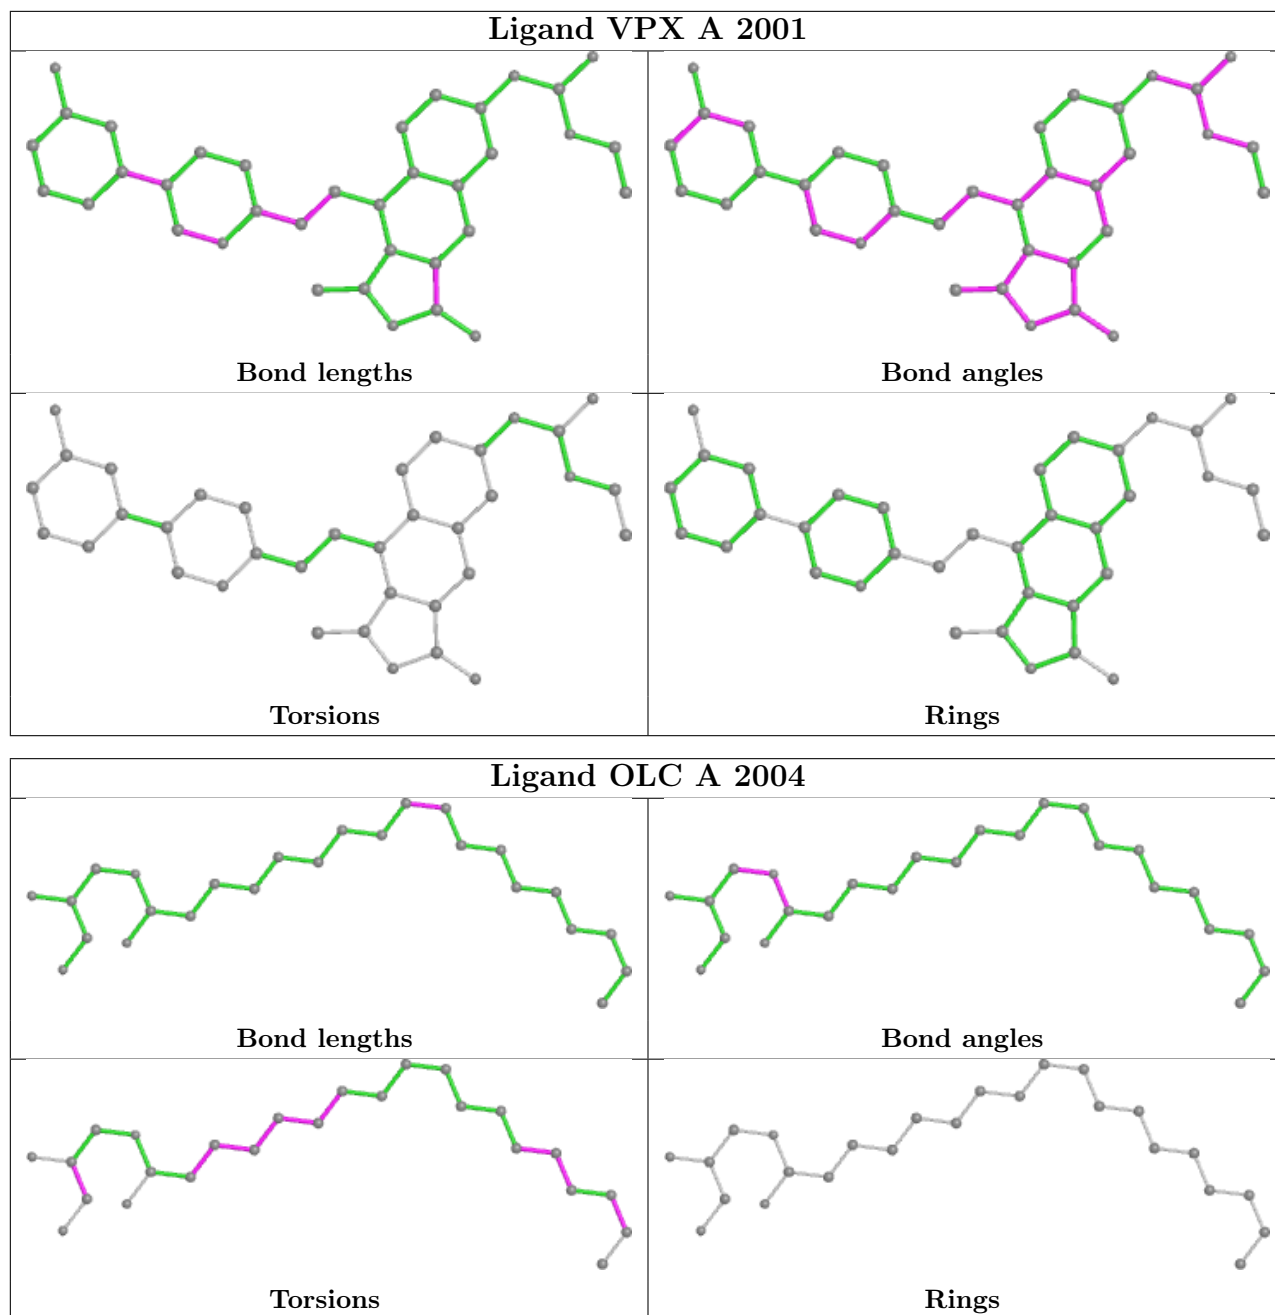 Ligand VPX A 2001
Bond lengths
Bond angles
Torsions
Rings
Ligand OLC A 2004
Bond lengths
Bond angles
Torsions
Rings